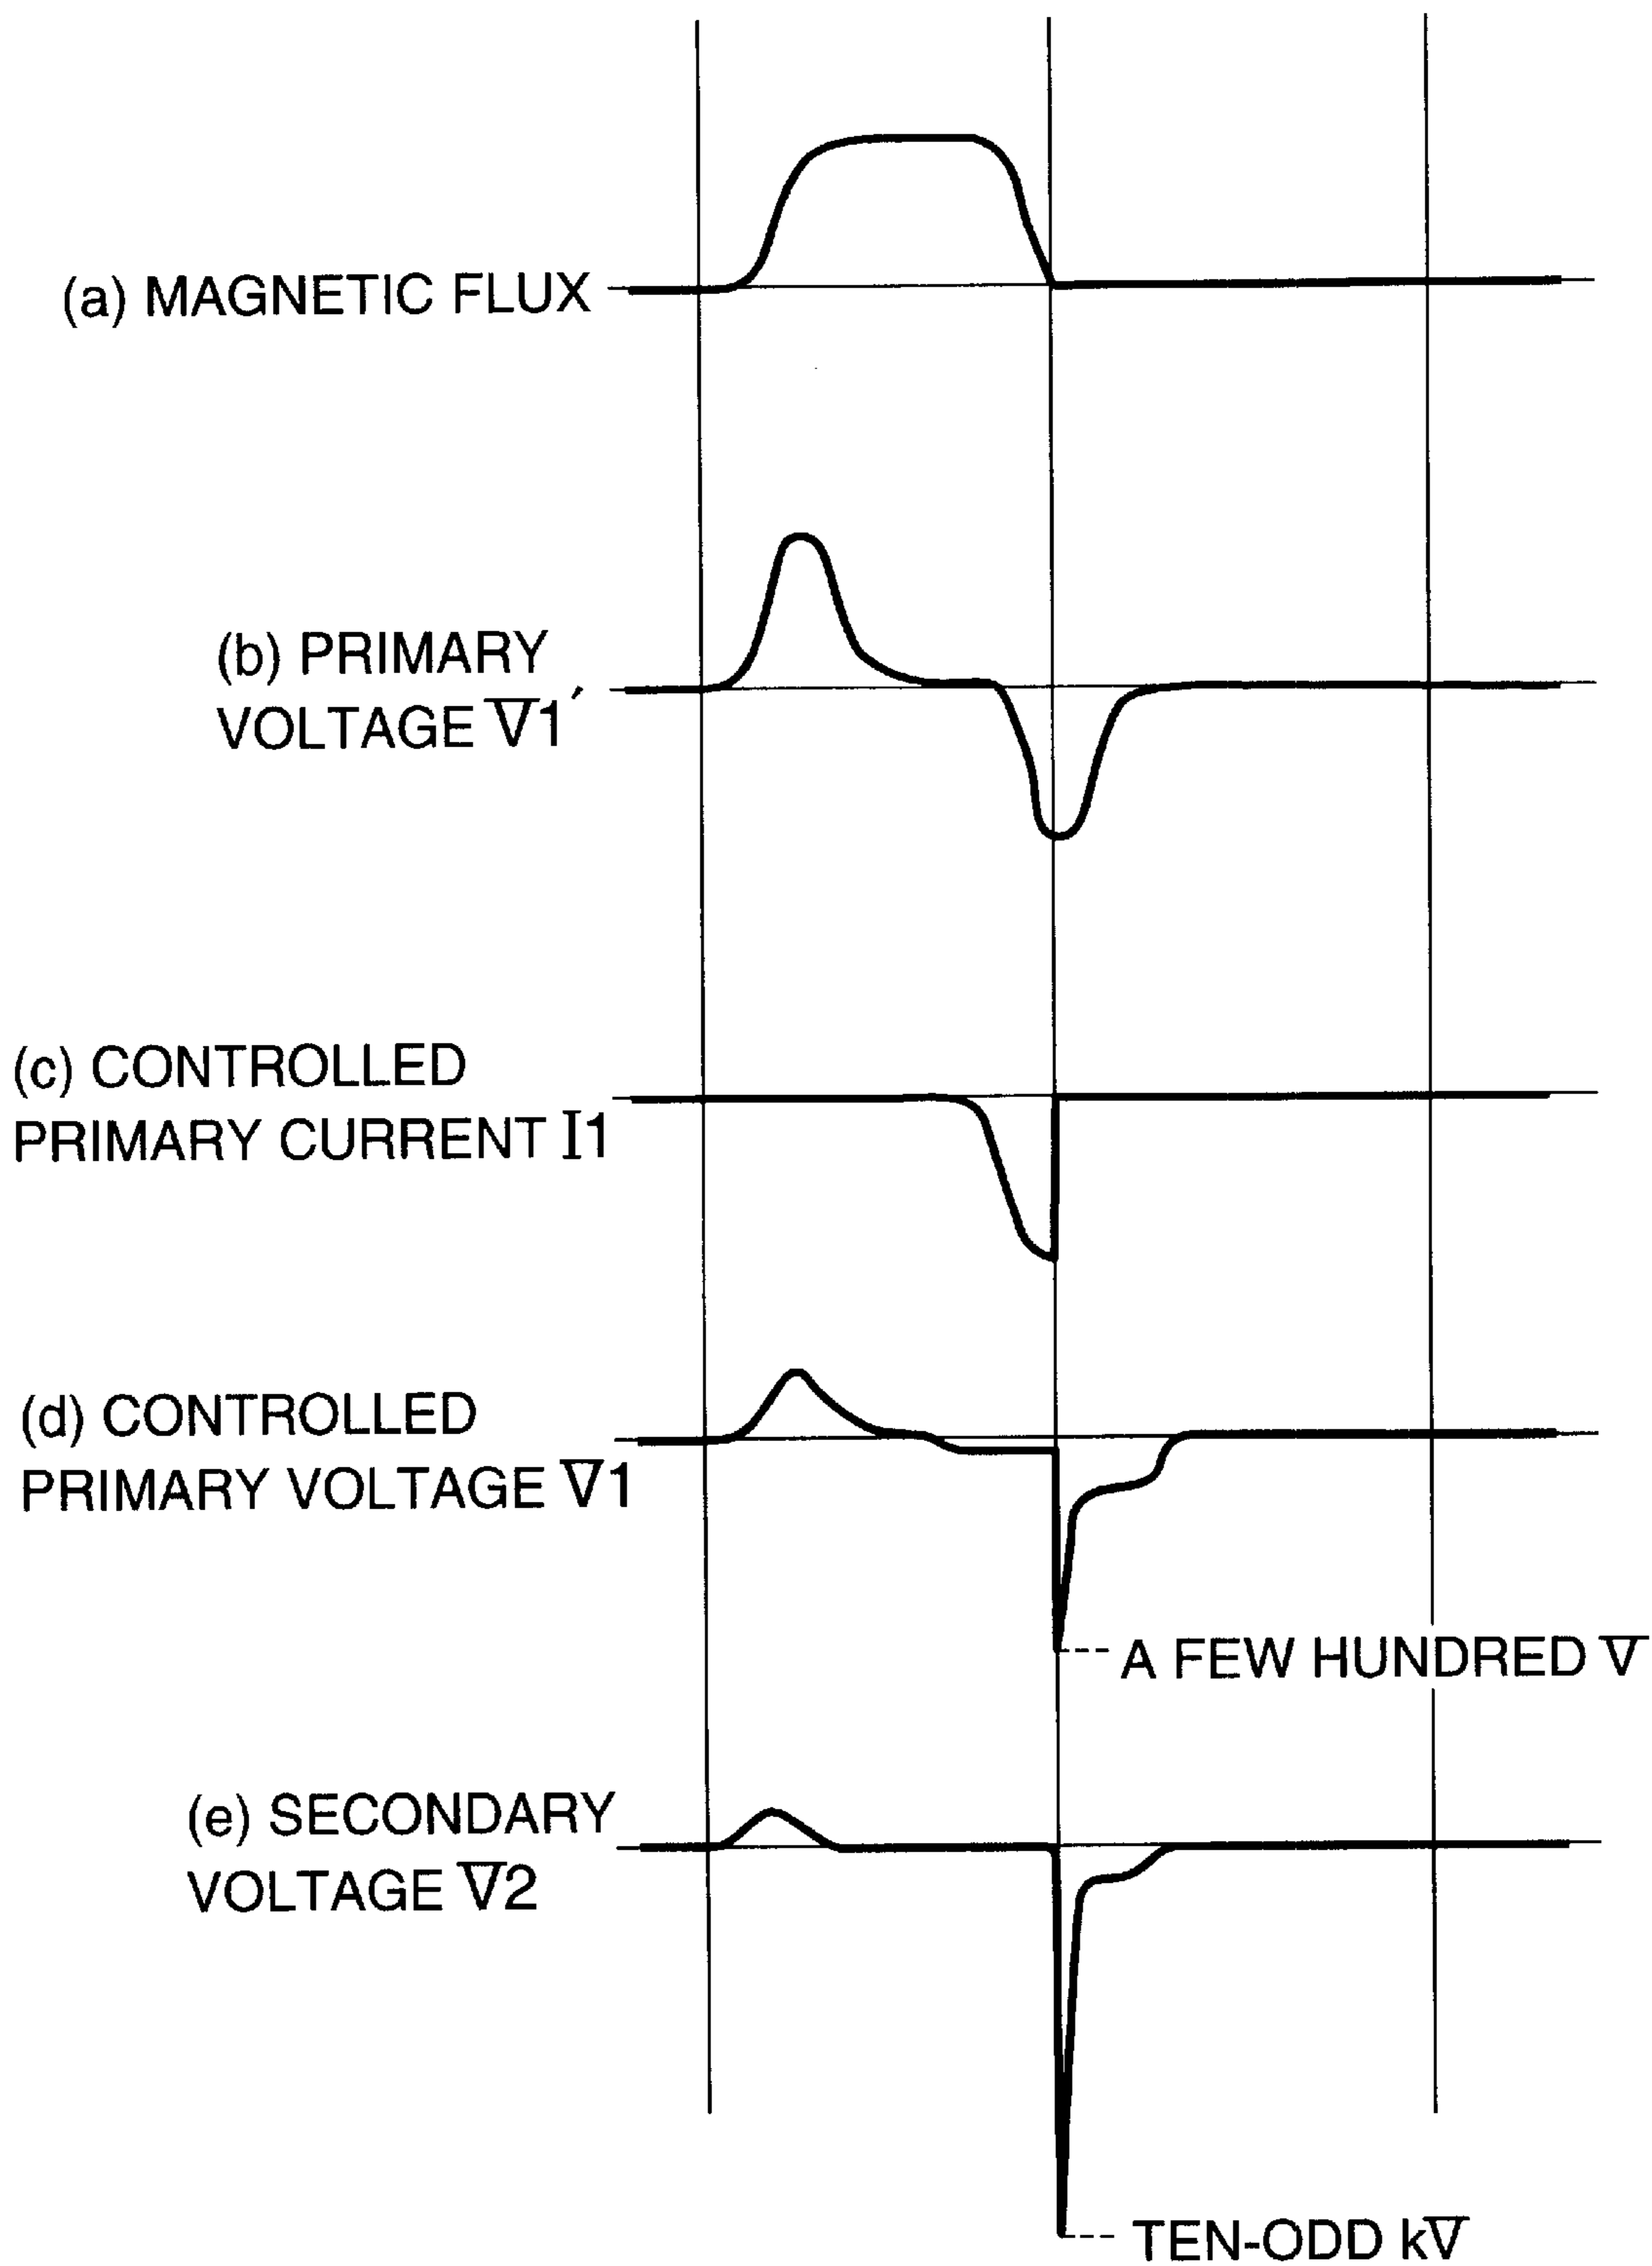 (a) MAGNETIC FLUX
(b) PRIMARY
VOLTAGE V1′
(c) CONTROLLED
PRIMARY CURRENT I1
(d) CONTROLLED
PRIMARY VOLTAGE V1
A FEW HUNDRED V
(e) SECONDARY
VOLTAGE V2
TEN-ODD kV